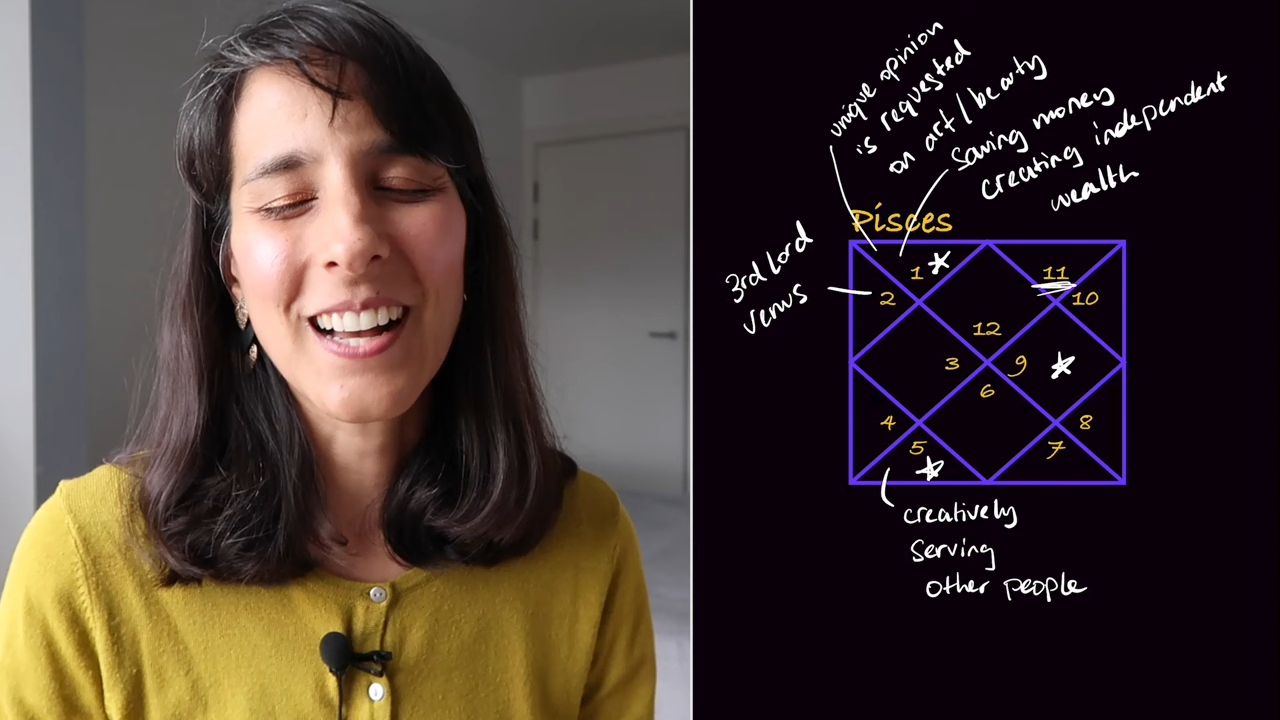 unique opinion
is requested
on art/beauty
saving money
creating independent
wealth
Pisces
3rd Lord
venus
1
11
2
10
12
3
9
6
4
8
5
7
creatively
serving
other people